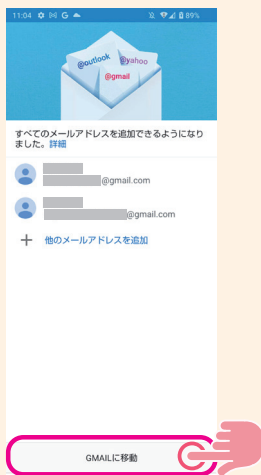 11:04 G 89%
@outlook @yahoo
@gmail
すべてのメールアドレスを追加できるようになり
ました。詳細
@gmail.com
@gmail.com
他のメールアドレスを追加
GMAILに移動